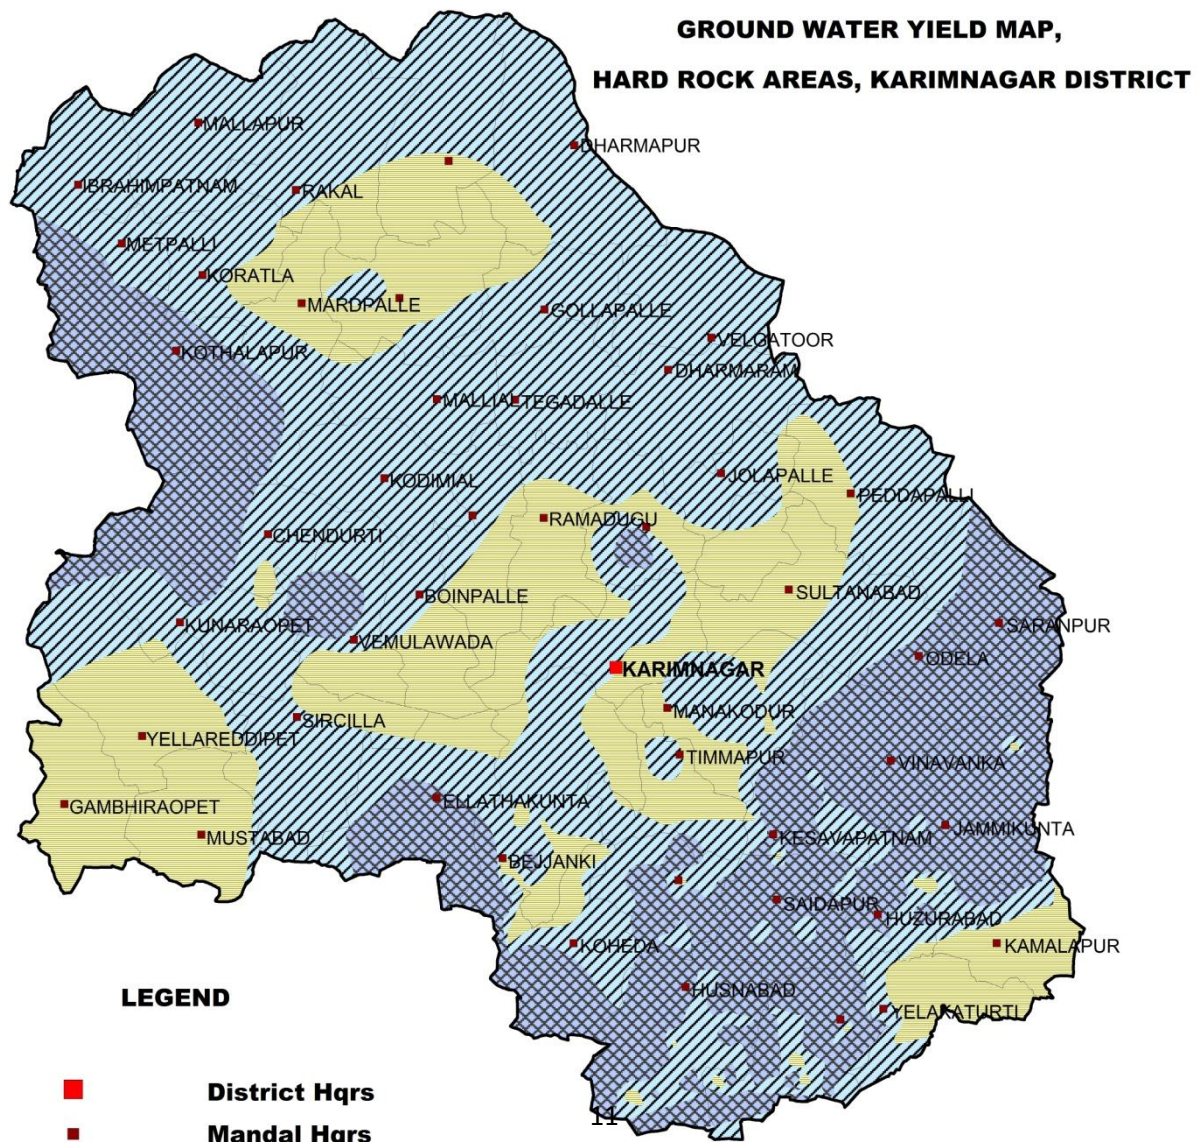 GROUND WATER YIELD MAP,
HARD ROCK AREAS, KARIMNAGAR DISTRICT
MALLAPUR
DHARMAPUR
IBRAHIMPATNAM
RAKAL
METPALLI
KORATLA
MARDPALLE
GOLLAPALLE
VELGATOOR
KOTHALAPUR
DHARMARAM
MALLIAL
TEGADALLE
JOLAPALLE
KODIMIAL
PEDDAPALLI
RAMADUGU
CHENDURTI
SULTANABAD
BOINPALLE
KUNARAOPET
SARANPUR
VEMULAWADA
ODELA
KARIMNAGAR
MANAKODUR
SIRCILLA
YELLAREDDIPET
TIMMAPUR
VINAVANKA
ELLATHAKUNTA
GAMBHIRAOPET
JAMMIKUNTA
MUSTABAD
KESAVAPATNAM
BEJJANKI
SAIDAPUR
HUZURABAD
KOHEDA
KAMALAPUR
HUSNABAD
LEGEND
YELAKATURTI
District Hqrs
11
Mandal Hqrs